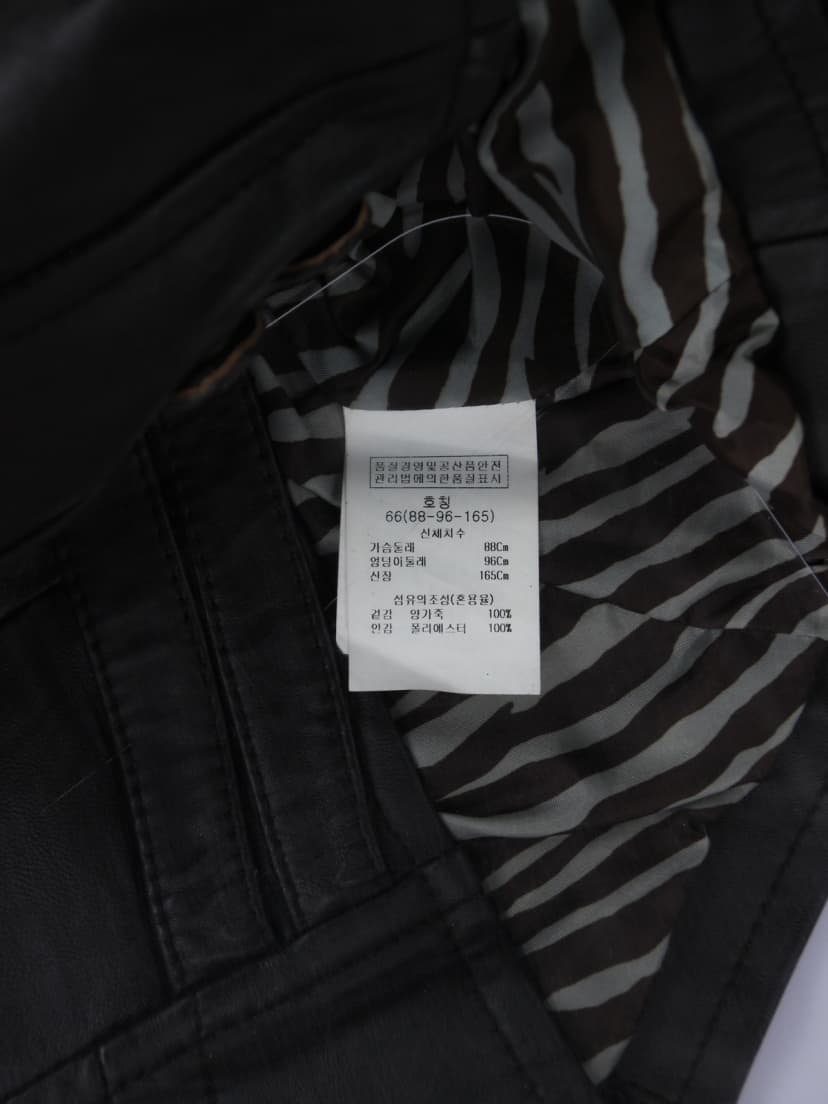 품질경영및공산품안전
관리법에의한품질표시
호칭
66(88-96-165)
신체치수
가슴둘레 88Cm
엉덩이둘레 96Cm
신장 165Cm
섬유의조성(혼용율)
겉감 양가죽 100%
안감 폴리에스터 100%